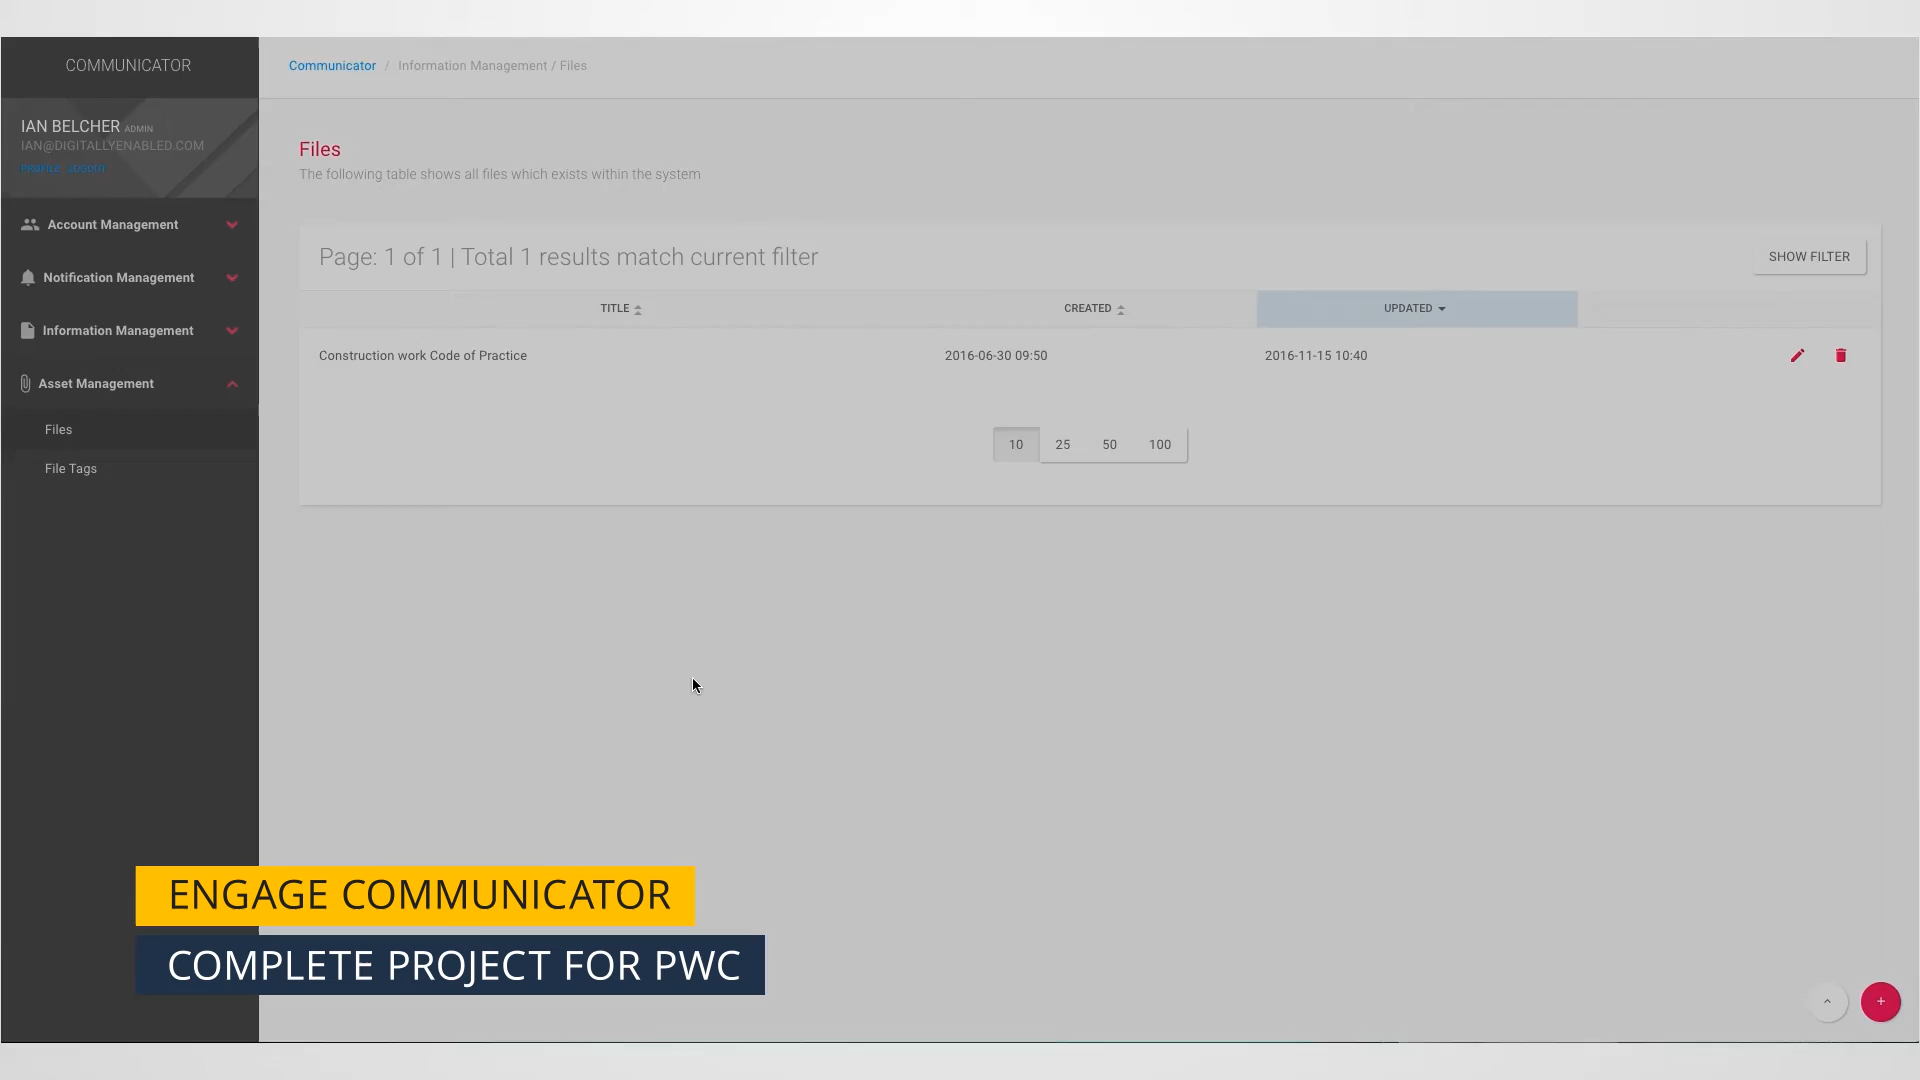 COMMUNICATOR
Communicator / Information Management / Files
IAN BELCHER ADMIN
IAN@DIGITALLYENABLED.COM
PROFILE LOGOUT
Account Management
Notification Management
Information Management
Asset Management
Files
File Tags
Files
The following table shows all files which exists within the system
Page: 1 of 1 | Total 1 results match current filter
SHOW FILTER
TITLE CREATED UPDATED
Construction work Code of Practice 2016-06-30 09:50 2016-11-15 10:40
10 25 50 100
ENGAGE COMMUNICATOR
COMPLETE PROJECT FOR PWC